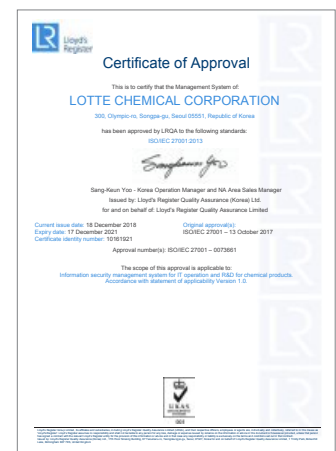 LR
Lloyd's
Register
Certificate of Approval
This is to certify that the Management System of:
LOTTE CHEMICAL CORPORATION
300, Olympic-ro, Songpa-gu, Seoul 05551, Republic of Korea
has been approved by LRQA to the following standards:
ISO/IEC 27001:2013
Sang-Keun Yoo - Korea Operation Manager and NA Area Sales Manager
Issued by: Lloyd's Register Quality Assurance (Korea) Ltd.
for and on behalf of: Lloyd's Register Quality Assurance Limited
Current issue date: 18 December 2018
Expiry date: 17 December 2021
Certificate identity number: 10161921
Original approval(s):
ISO/IEC 27001 – 13 October 2017
Approval number(s): ISO/IEC 27001 – 0073661
The scope of this approval is applicable to:
Information security management system for IT operation and R&D for chemical products.
Accordance with statement of applicability Version 1.0.
UKAS
001